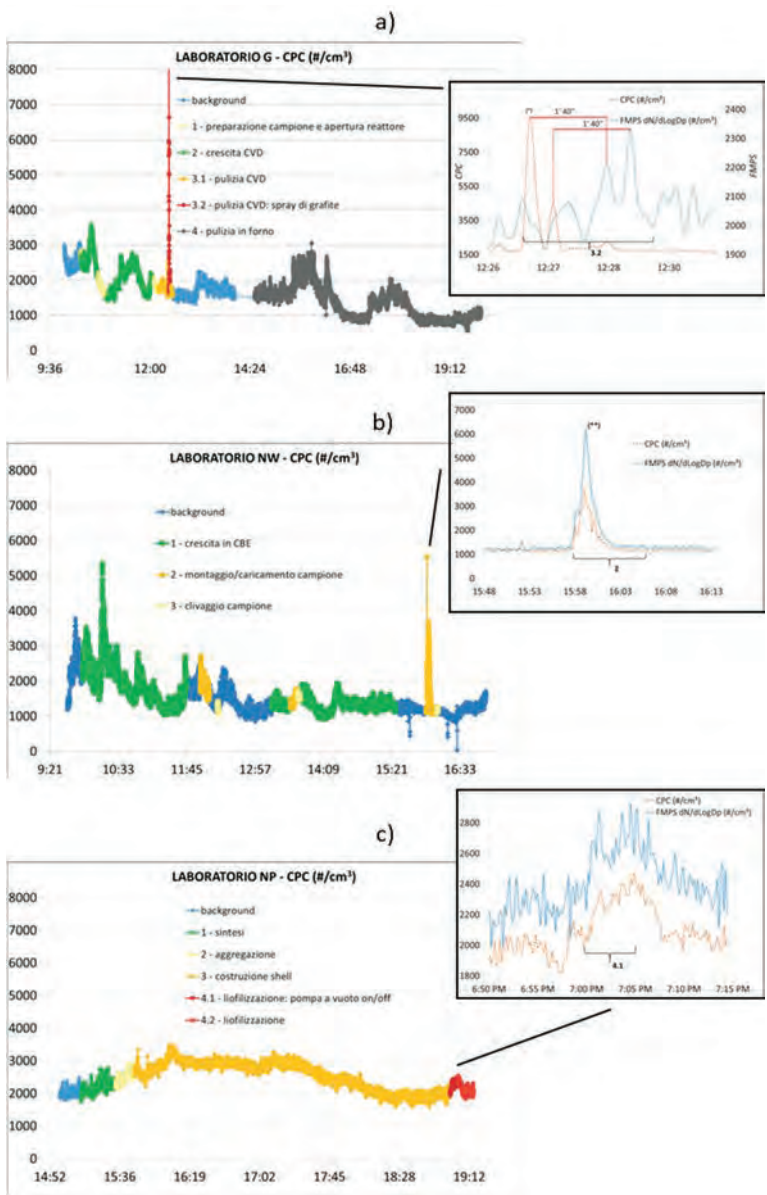 a)
LABORATORIO G - CPC (#/cm³)
8000
7000
6000
5000
4000
3000
2000
1000
0
background
1 - preparazione campione e apertura reattore
2 - crescita CVD
3.1 - pulizia CVD
3.2 - pulizia CVD: spray di grafite
4 - pulizia in forno
9:36 12:00 14:24 16:48 19:12
CPC (#/cm³)
FMPS dN/dLogDp (#/cm³)
(*)
1' 40''
1' 40''
CPC
9500
7500
5500
3500
1500
FMPS
2400
2300
2200
2100
2000
1900
3.2
12:26 12:27 12:28 12:30
b)
LABORATORIO NW - CPC (#/cm³)
8000
7000
6000
5000
4000
3000
2000
1000
0
background
1 - crescita in CBE
2 - montaggio/caricamento campione
3 - clivaggio campione
9:21 10:33 11:45 12:57 14:09 15:21 16:33
7000
6000
5000
4000
3000
2000
1000
0
(**)
CPC (#/cm³)
FMPS dN/dLogDp (#/cm³)
2
15:48 15:53 15:58 16:03 16:08 16:13
c)
LABORATORIO NP - CPC (#/cm³)
8000
7000
6000
5000
4000
3000
2000
1000
0
background
1 - sintesi
2 - aggregazione
3 - costruzione shell
4.1 - liofilizzazione: pompa a vuoto on/off
4.2 - liofilizzazione
14:52 15:36 16:19 17:02 17:45 18:28 19:12
CPC (#/cm³)
FMPS dN/dLogDp (#/cm³)
2800
2600
2400
2200
2000
1800
4.1
6:50 PM 6:55 PM 7:00 PM 7:05 PM 7:10 PM 7:15 PM